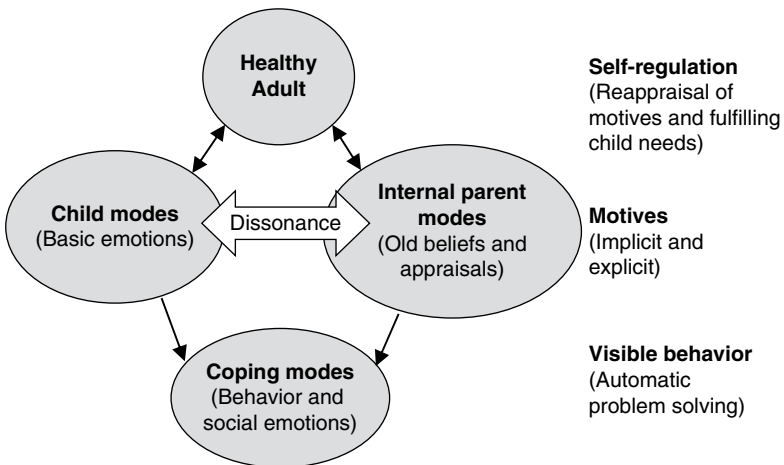 Healthy
Adult
Self-regulation
(Reappraisal of
motives and fulfilling
child needs)
Child modes
(Basic emotions)
Dissonance
Internal parent
modes
(Old beliefs and
appraisals)
Motives
(Implicit and
explicit)
Coping modes
(Behavior and
social emotions)
Visible behavior
(Automatic
problem solving)